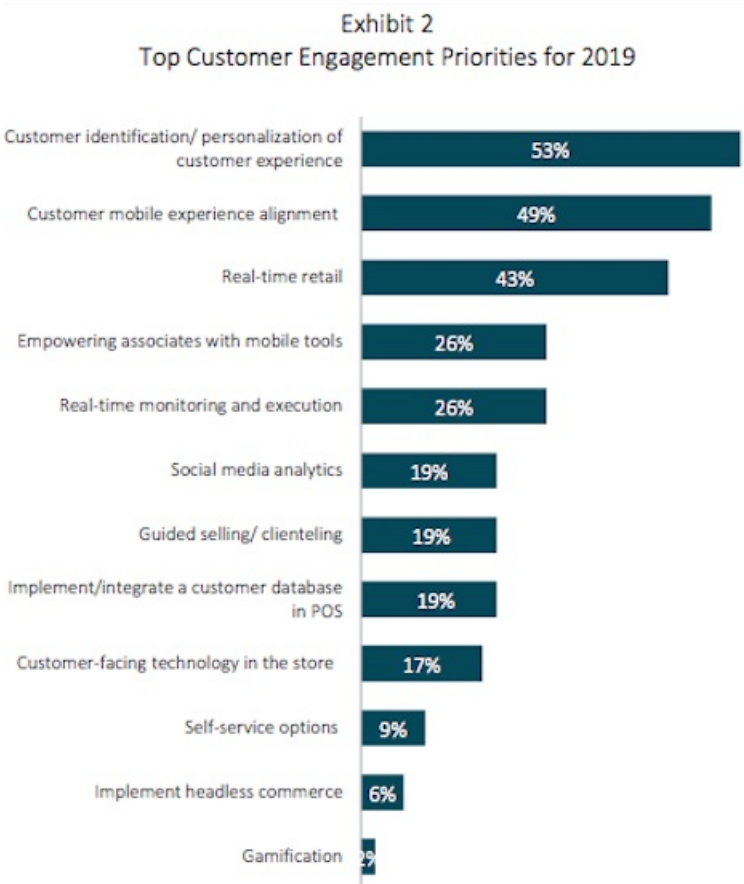 Exhibit 2
Top Customer Engagement Priorities for 2019
Customer identification/ personalization of
customer experience
53%
Customer mobile experience alignment
49%
Real-time retail
43%
Empowering associates with mobile tools
26%
Real-time monitoring and execution
26%
Social media analytics
19%
Guided selling/ clienteling
19%
Implement/integrate a customer database
in POS
19%
Customer-facing technology in the store
17%
Self-service options
9%
Implement headless commerce
6%
Gamification
2%